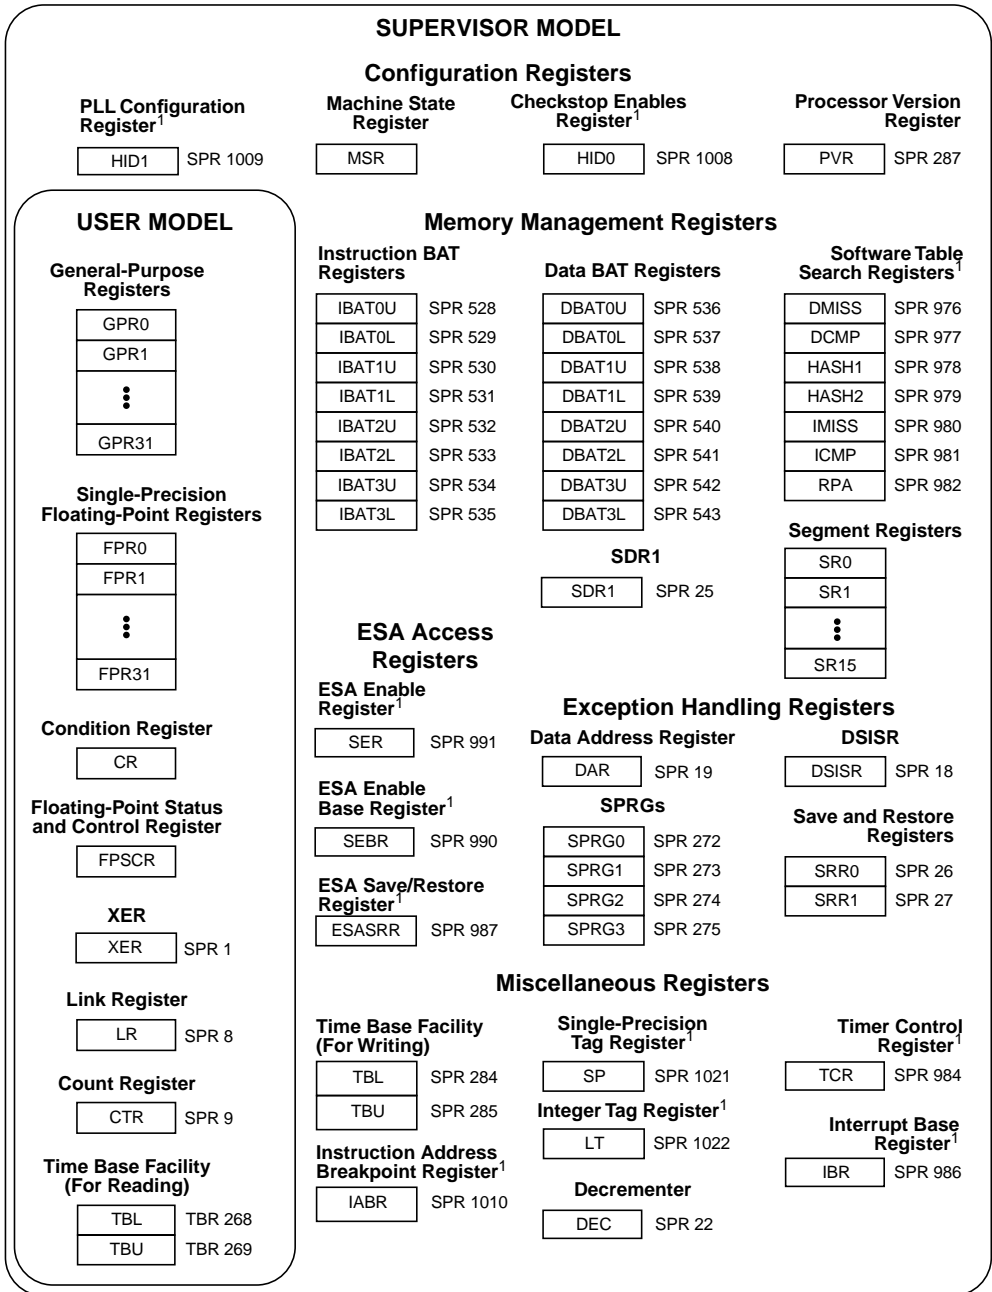 SUPERVISOR MODEL
Configuration Registers
PLL Configuration
Register1
HID1 SPR 1009
Machine State
Register
MSR
Checkstop Enables
Register1
HID0 SPR 1008
Processor Version
Register
PVR SPR 287
USER MODEL
General-Purpose
Registers
GPR0
GPR1
GPR31
Single-Precision
Floating-Point Registers
FPR0
FPR1
FPR31
Condition Register
CR
Floating-Point Status
and Control Register
FPSCR
XER
XER SPR 1
Link Register
LR SPR 8
Count Register
CTR SPR 9
Time Base Facility
(For Reading)
TBL TBR 268
TBU TBR 269
Memory Management Registers
Instruction BAT
Registers
IBAT0U SPR 528
IBAT0L SPR 529
IBAT1U SPR 530
IBAT1L SPR 531
IBAT2U SPR 532
IBAT2L SPR 533
IBAT3U SPR 534
IBAT3L SPR 535
Data BAT Registers
DBAT0U SPR 536
DBAT0L SPR 537
DBAT1U SPR 538
DBAT1L SPR 539
DBAT2U SPR 540
DBAT2L SPR 541
DBAT3U SPR 542
DBAT3L SPR 543
Software Table
Search Registers1
DMISS SPR 976
DCMP SPR 977
HASH1 SPR 978
HASH2 SPR 979
IMISS SPR 980
ICMP SPR 981
RPA SPR 982
SDR1
SDR1 SPR 25
Segment Registers
SR0
SR1
SR15
ESA Access
Registers
ESA Enable
Register1
SER SPR 991
ESA Enable
Base Register1
SEBR SPR 990
ESA Save/Restore
Register1
ESASRR SPR 987
Exception Handling Registers
Data Address Register
DAR SPR 19
DSISR
DSISR SPR 18
SPRGs
SPRG0 SPR 272
SPRG1 SPR 273
SPRG2 SPR 274
SPRG3 SPR 275
Save and Restore
Registers
SRR0 SPR 26
SRR1 SPR 27
Miscellaneous Registers
Time Base Facility
(For Writing)
TBL SPR 284
TBU SPR 285
Instruction Address
Breakpoint Register1
IABR SPR 1010
Single-Precision
Tag Register1
SP SPR 1021
Integer Tag Register1
LT SPR 1022
Decrementer
DEC SPR 22
Timer Control
Register1
TCR SPR 984
Interrupt Base
Register1
IBR SPR 986